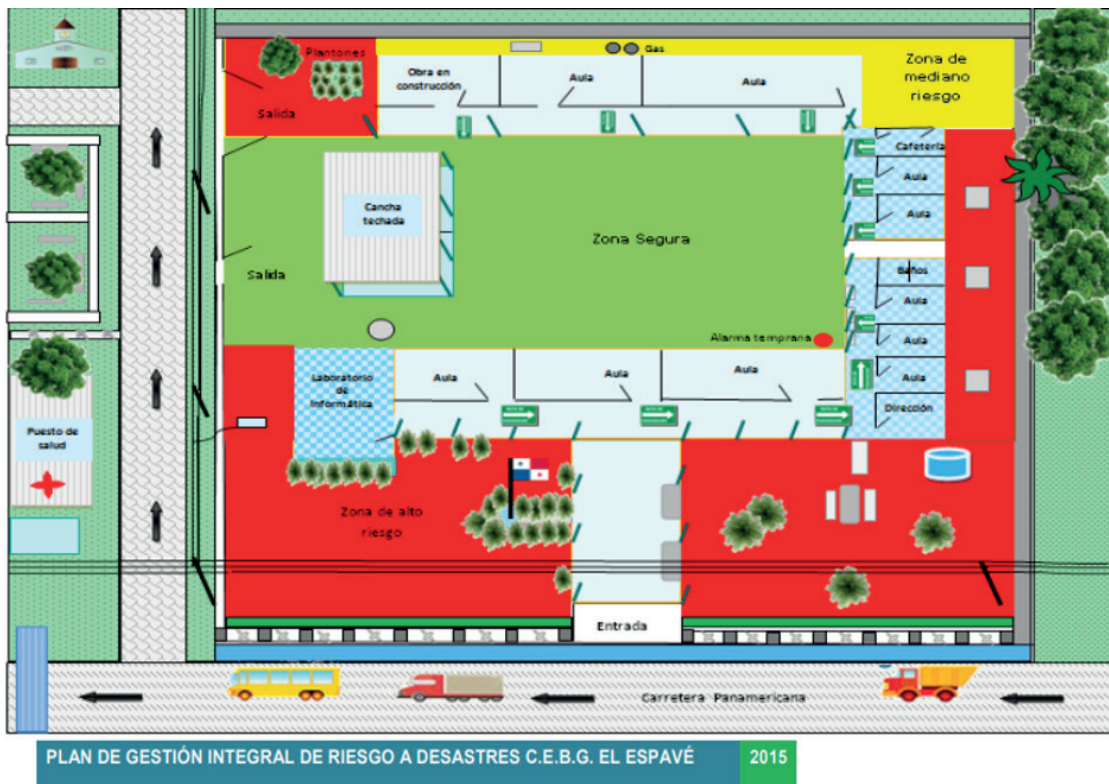 Plantones
Gas
Zona de
mediano
riesgo
Obra en
construcción
Aula
Aula
Salida
Cafetería
Aula
Aula
Cancha
techada
Zona Segura
Salida
Baños
Aula
Aula
Aula
Dirección
Alarma temprana
Laboratorio
de
Informática
Aula
Aula
Aula
Puesto de
salud
Zona de alto
riesgo
Entrada
Carretera Panamericana
PLAN DE GESTIÓN INTEGRAL DE RIESGO A DESASTRES C.E.B.G. EL ESPAVÉ 2015